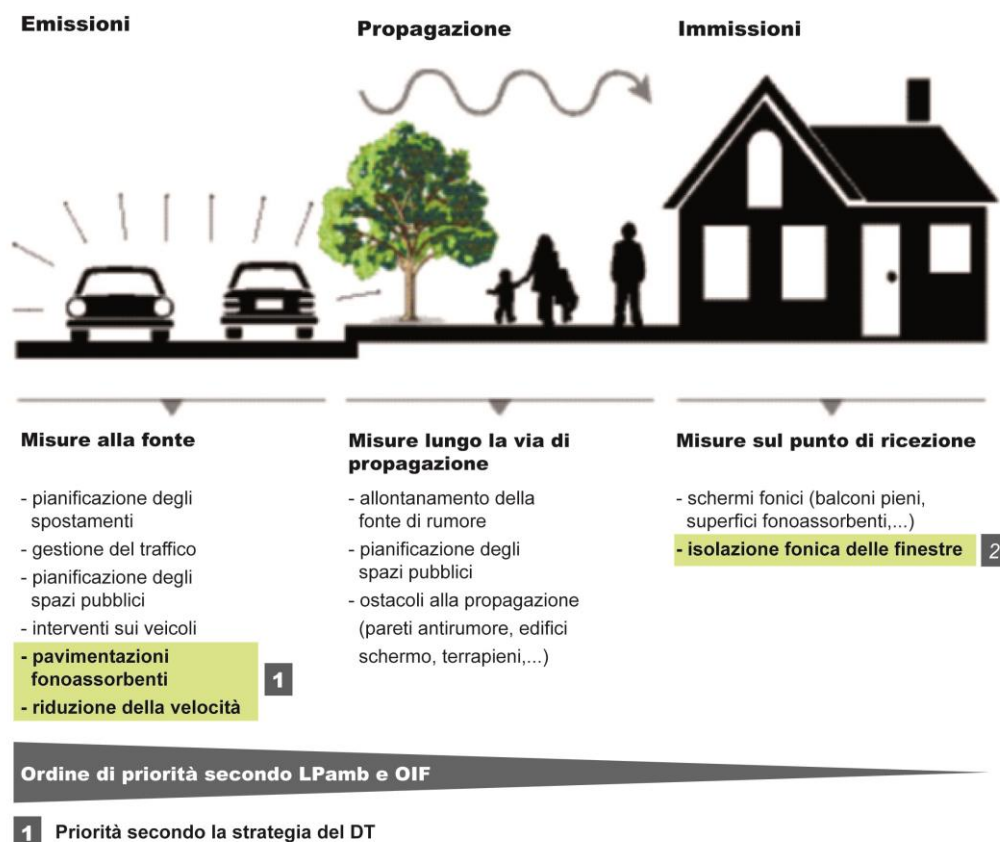 Emissioni
Propagazione
Immissioni
Misure alla fonte
- pianificazione degli
spostamenti
- gestione del traffico
- pianificazione degli
spazi pubblici
- interventi sui veicoli
- pavimentazioni
fonoassorbenti
- riduzione della velocità
1
Misure lungo la via di
propagazione
- allontanamento della
fonte di rumore
- pianificazione degli
spazi pubblici
- ostacoli alla propagazione
(pareti antirumore, edifici
schermo, terrapieni,...)
Misure sul punto di ricezione
- schermi fonici (balconi pieni,
superfici fonoassorbenti,...)
- isolazione fonica delle finestre
2
Ordine di priorità secondo LPamb e OIF
1 Priorità secondo la strategia del DT